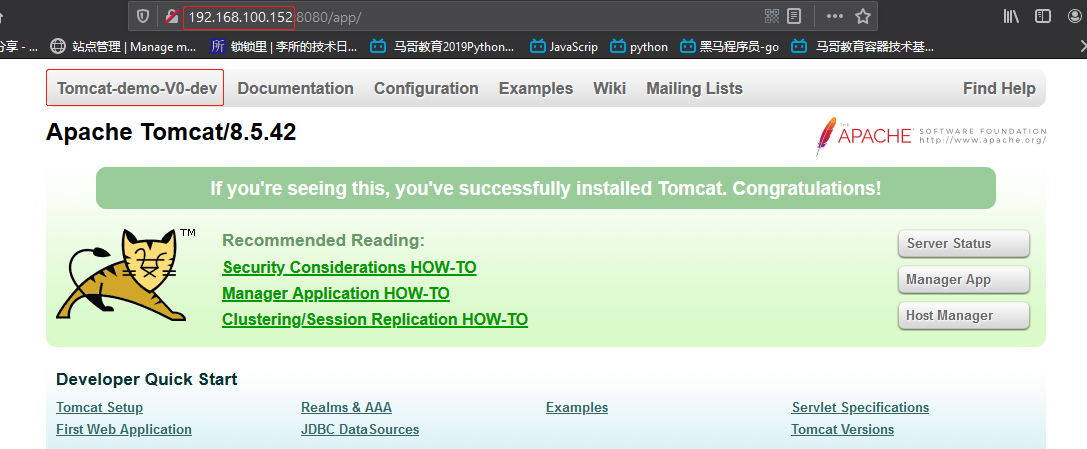 192.168.100.152:8080/app/
分享 - ... 站点管理 | Manage m... 所 锁锁里 | 李所的技术日... 马哥教育2019Python... JavaScrip python 黑马程序员-go 马哥教育容器技术基...
Tomcat-demo-V0-dev Documentation Configuration Examples Wiki Mailing Lists Find Help
Apache Tomcat/8.5.42
THE APACHE® SOFTWARE FOUNDATION
http://www.apache.org/
If you're seeing this, you've successfully installed Tomcat. Congratulations!
TM
Recommended Reading:
Security Considerations HOW-TO
Manager Application HOW-TO
Clustering/Session Replication HOW-TO
Server Status
Manager App
Host Manager
Developer Quick Start
Tomcat Setup Realms & AAA Examples Servlet Specifications
First Web Application JDBC DataSources Tomcat Versions